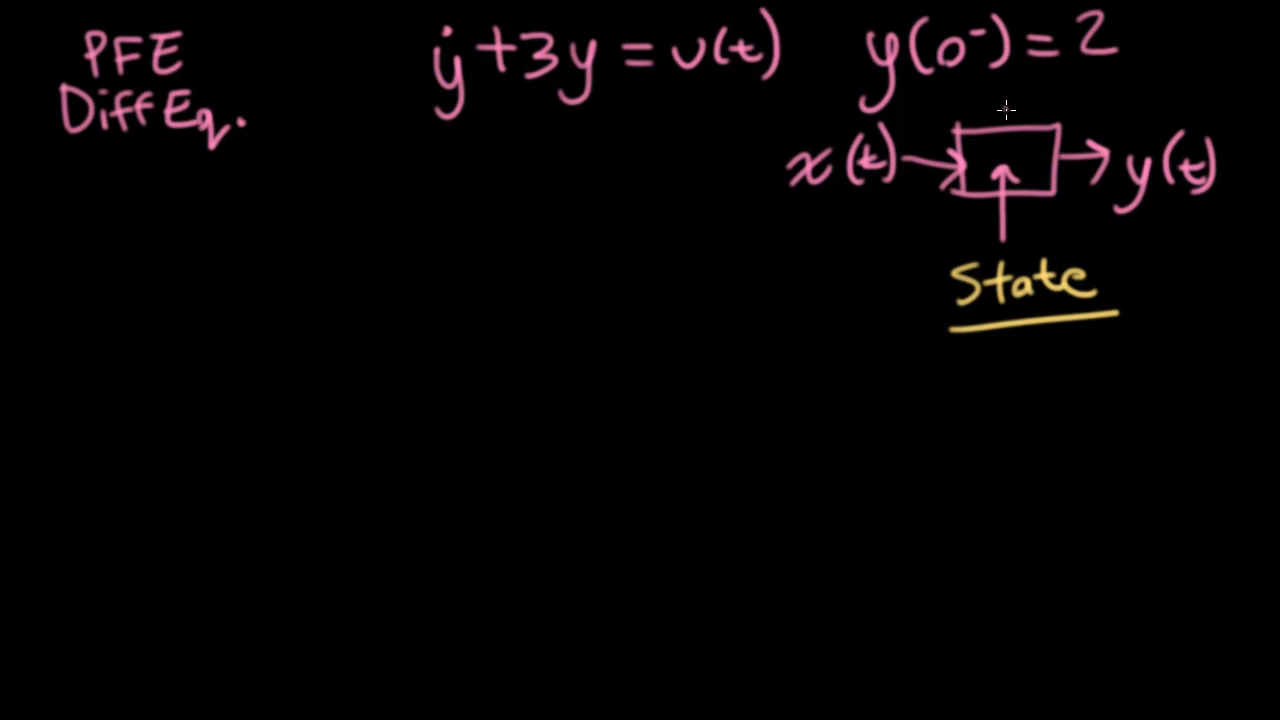 PFE
DiffEq.
ẏ+3y = u(t) y(0⁻) = 2
x(t) → → y(t)
State